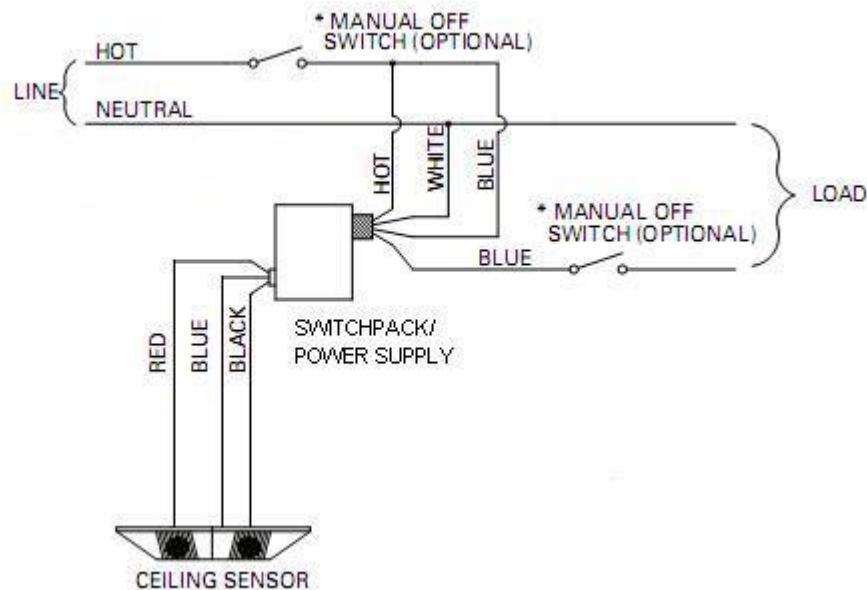 * MANUAL OFF
SWITCH (OPTIONAL)
HOT
LINE
NEUTRAL
HOT
WHITE
BLUE
LOAD
* MANUAL OFF
SWITCH (OPTIONAL)
BLUE
SWITCHPACK/
POWER SUPPLY
RED
BLUE
BLACK
CEILING SENSOR